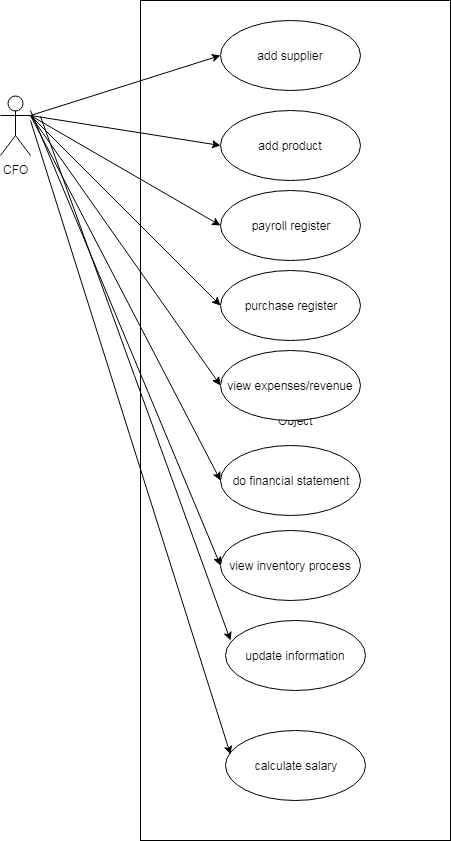 add supplier
add product
CFO
payroll register
purchase register
view expenses/revenue
Object
do financial statement
view inventory process
update information
calculate salary